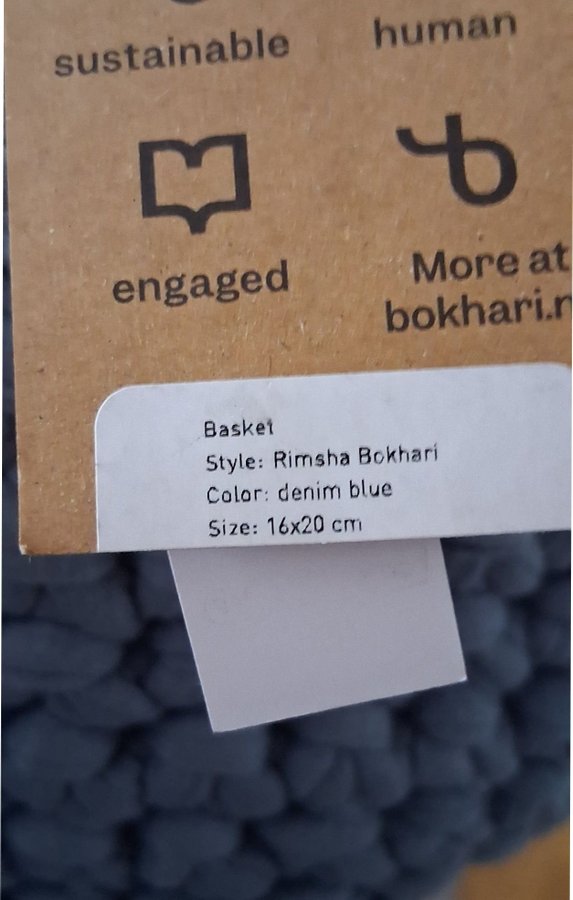 sustainable human
engaged
More at
bokhari.n
Basket
Style: Rimsha Bokhari
Color: denim blue
Size: 16x20 cm